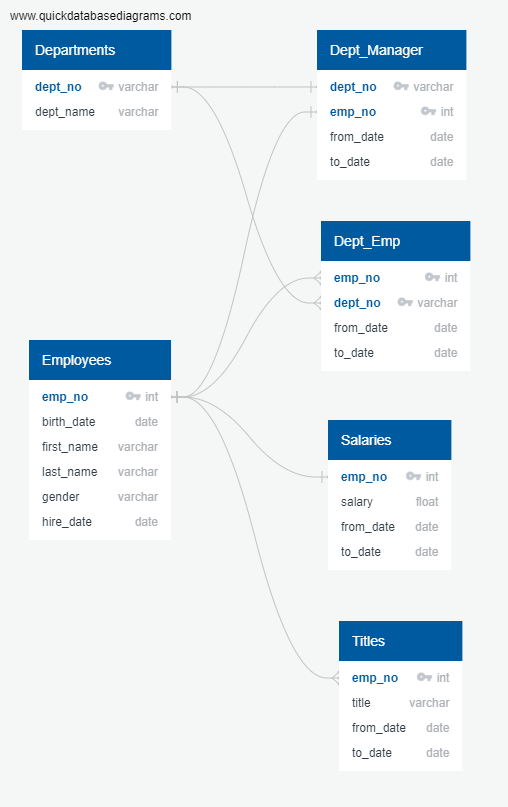 www.quickdatabasediagrams.com
Departments
dept_no varchar
dept_name varchar
Dept_Manager
dept_no varchar
emp_no int
from_date date
to_date date
Dept_Emp
emp_no int
dept_no varchar
from_date date
to_date date
Employees
emp_no int
birth_date date
first_name varchar
last_name varchar
gender varchar
hire_date date
Salaries
emp_no int
salary float
from_date date
to_date date
Titles
emp_no int
title varchar
from_date date
to_date date